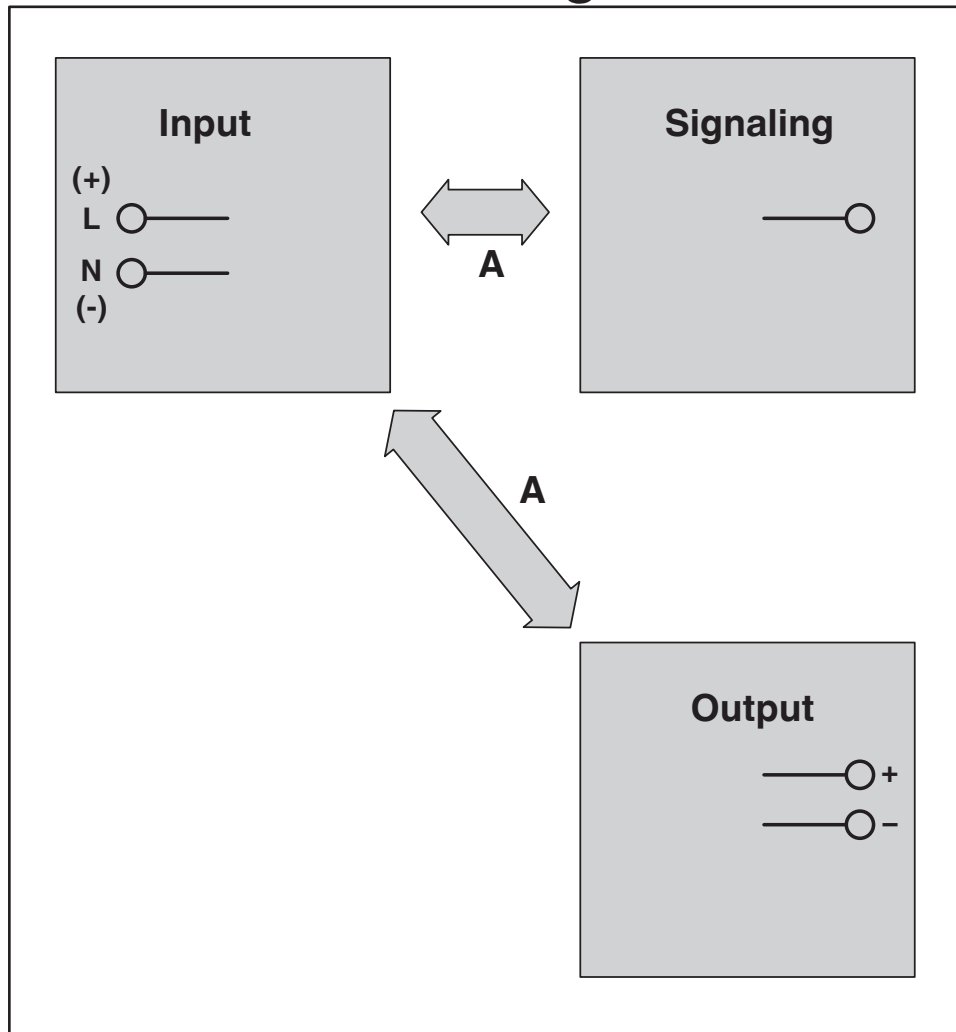 Input
Signaling
(+)
L
N
(-)
A
A
Output
+
−